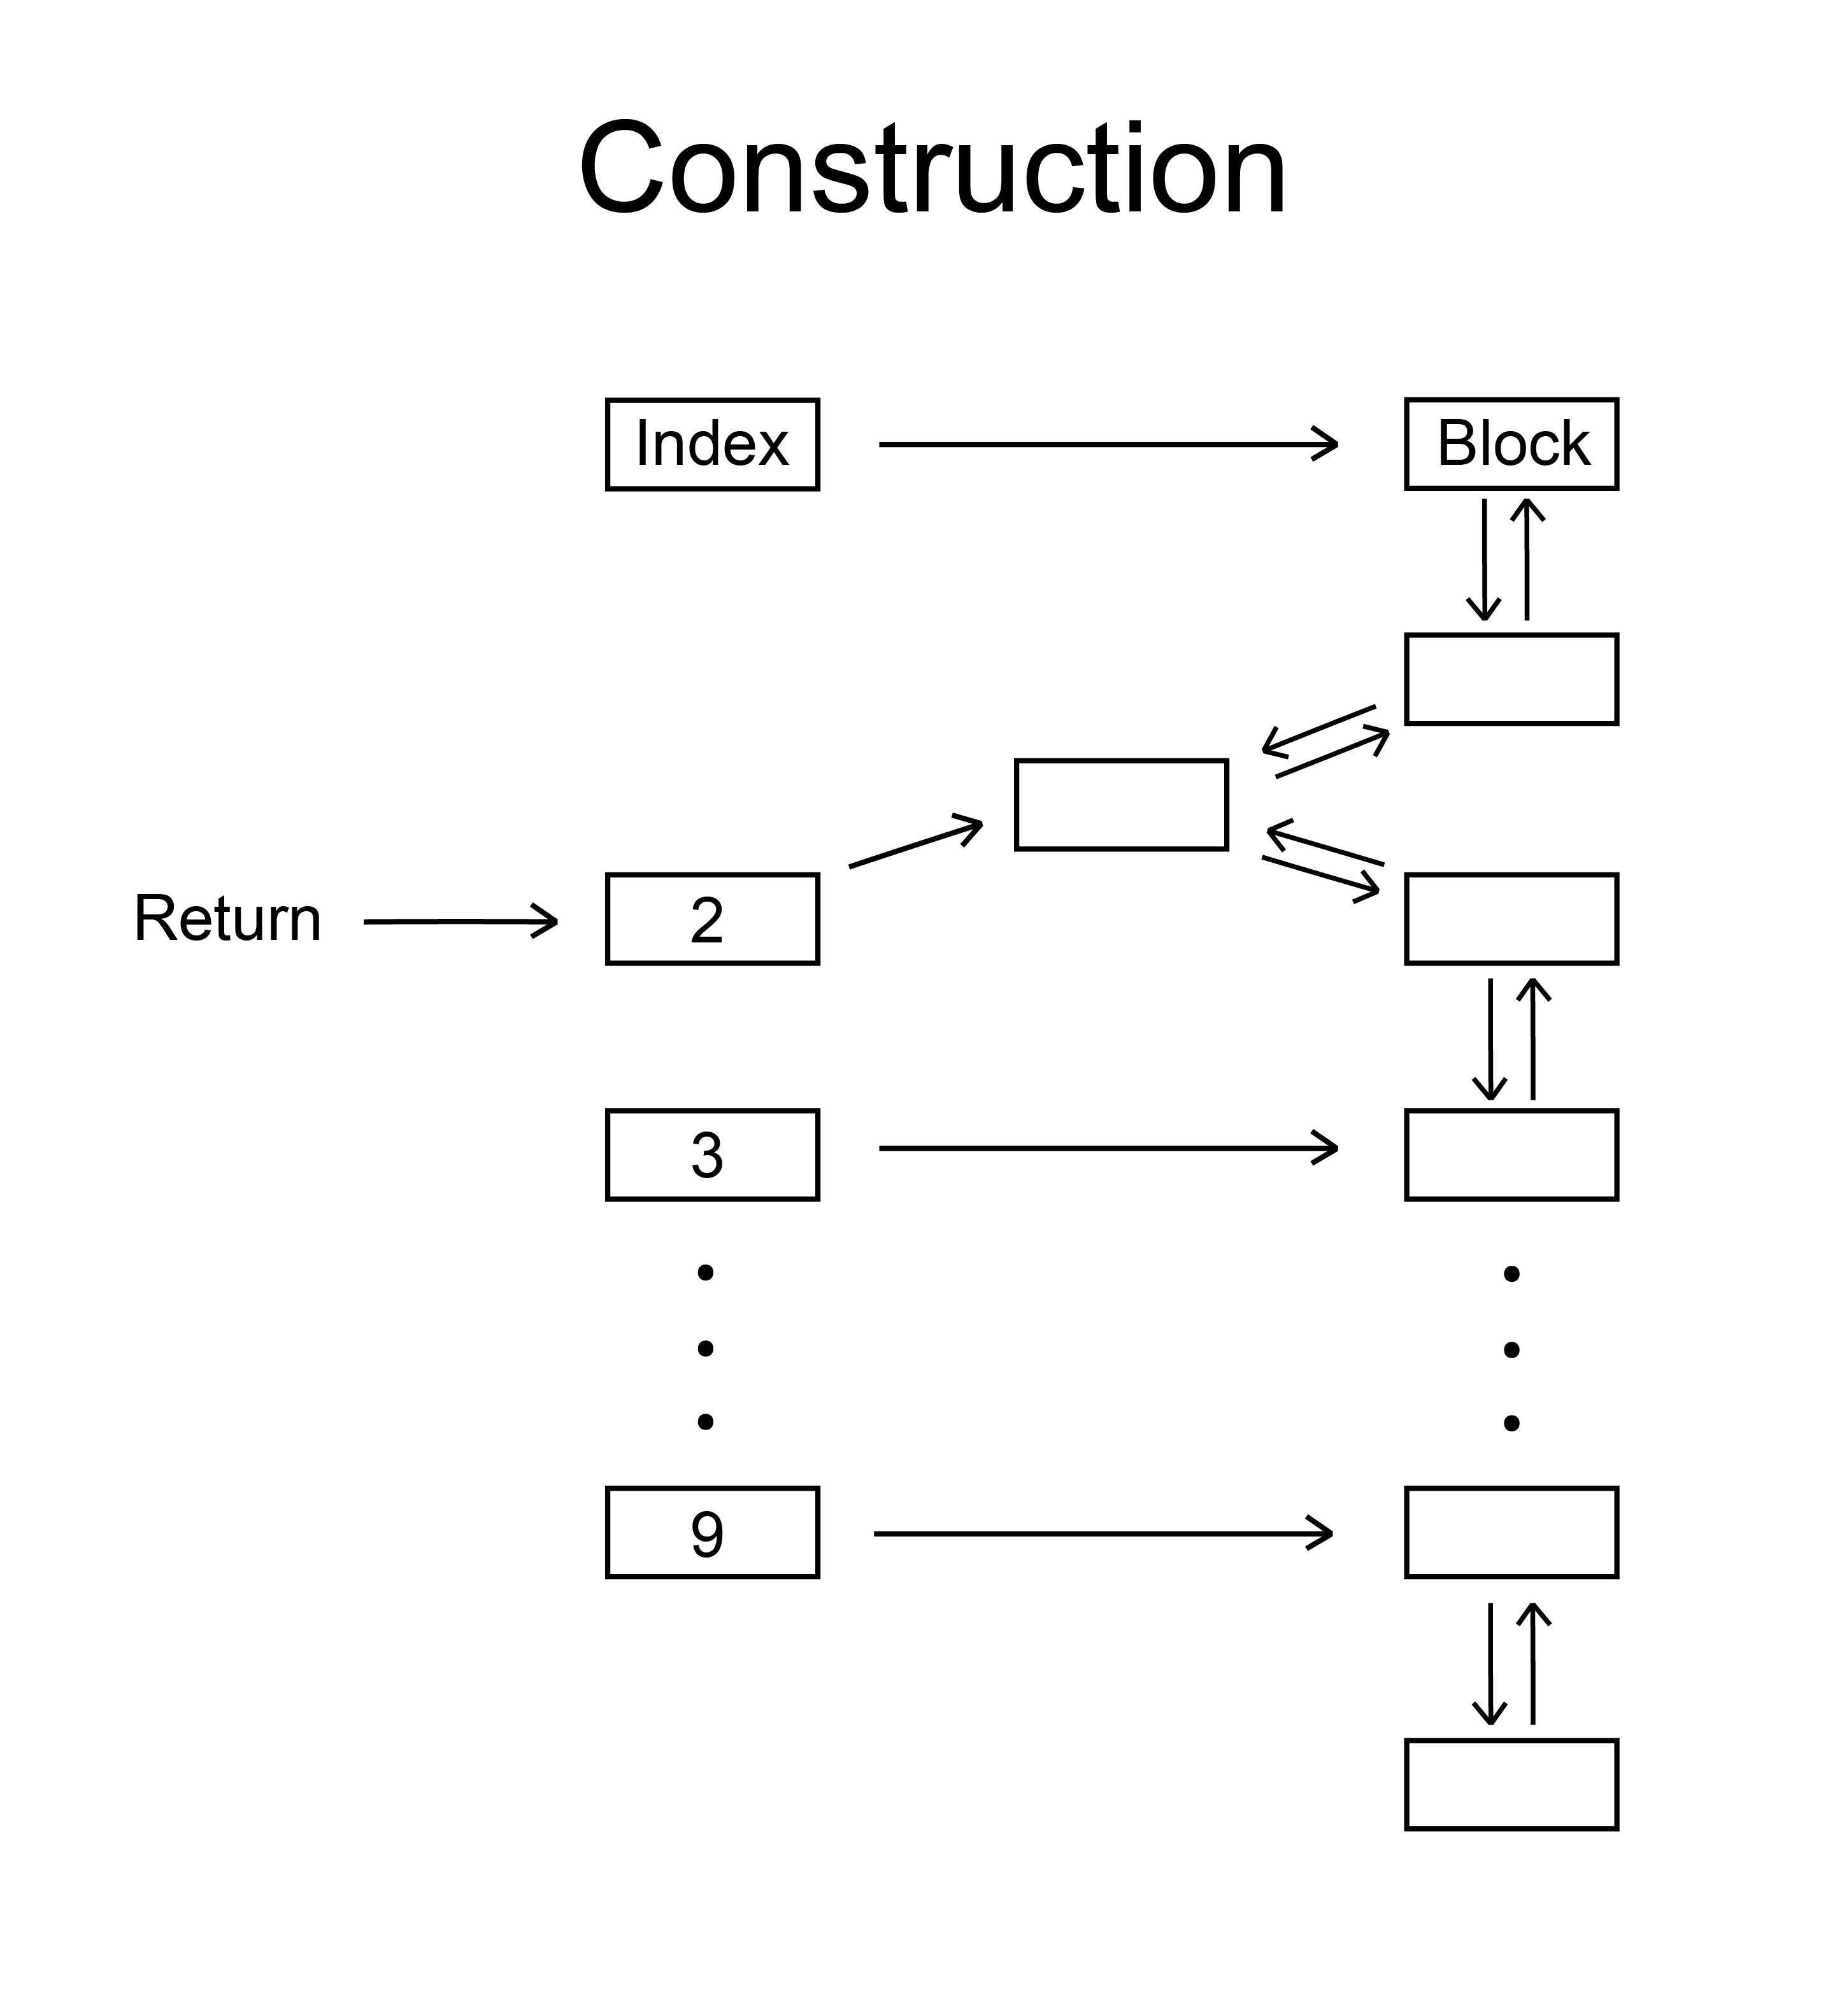 Construction
Index
Block
Return
2
3
9